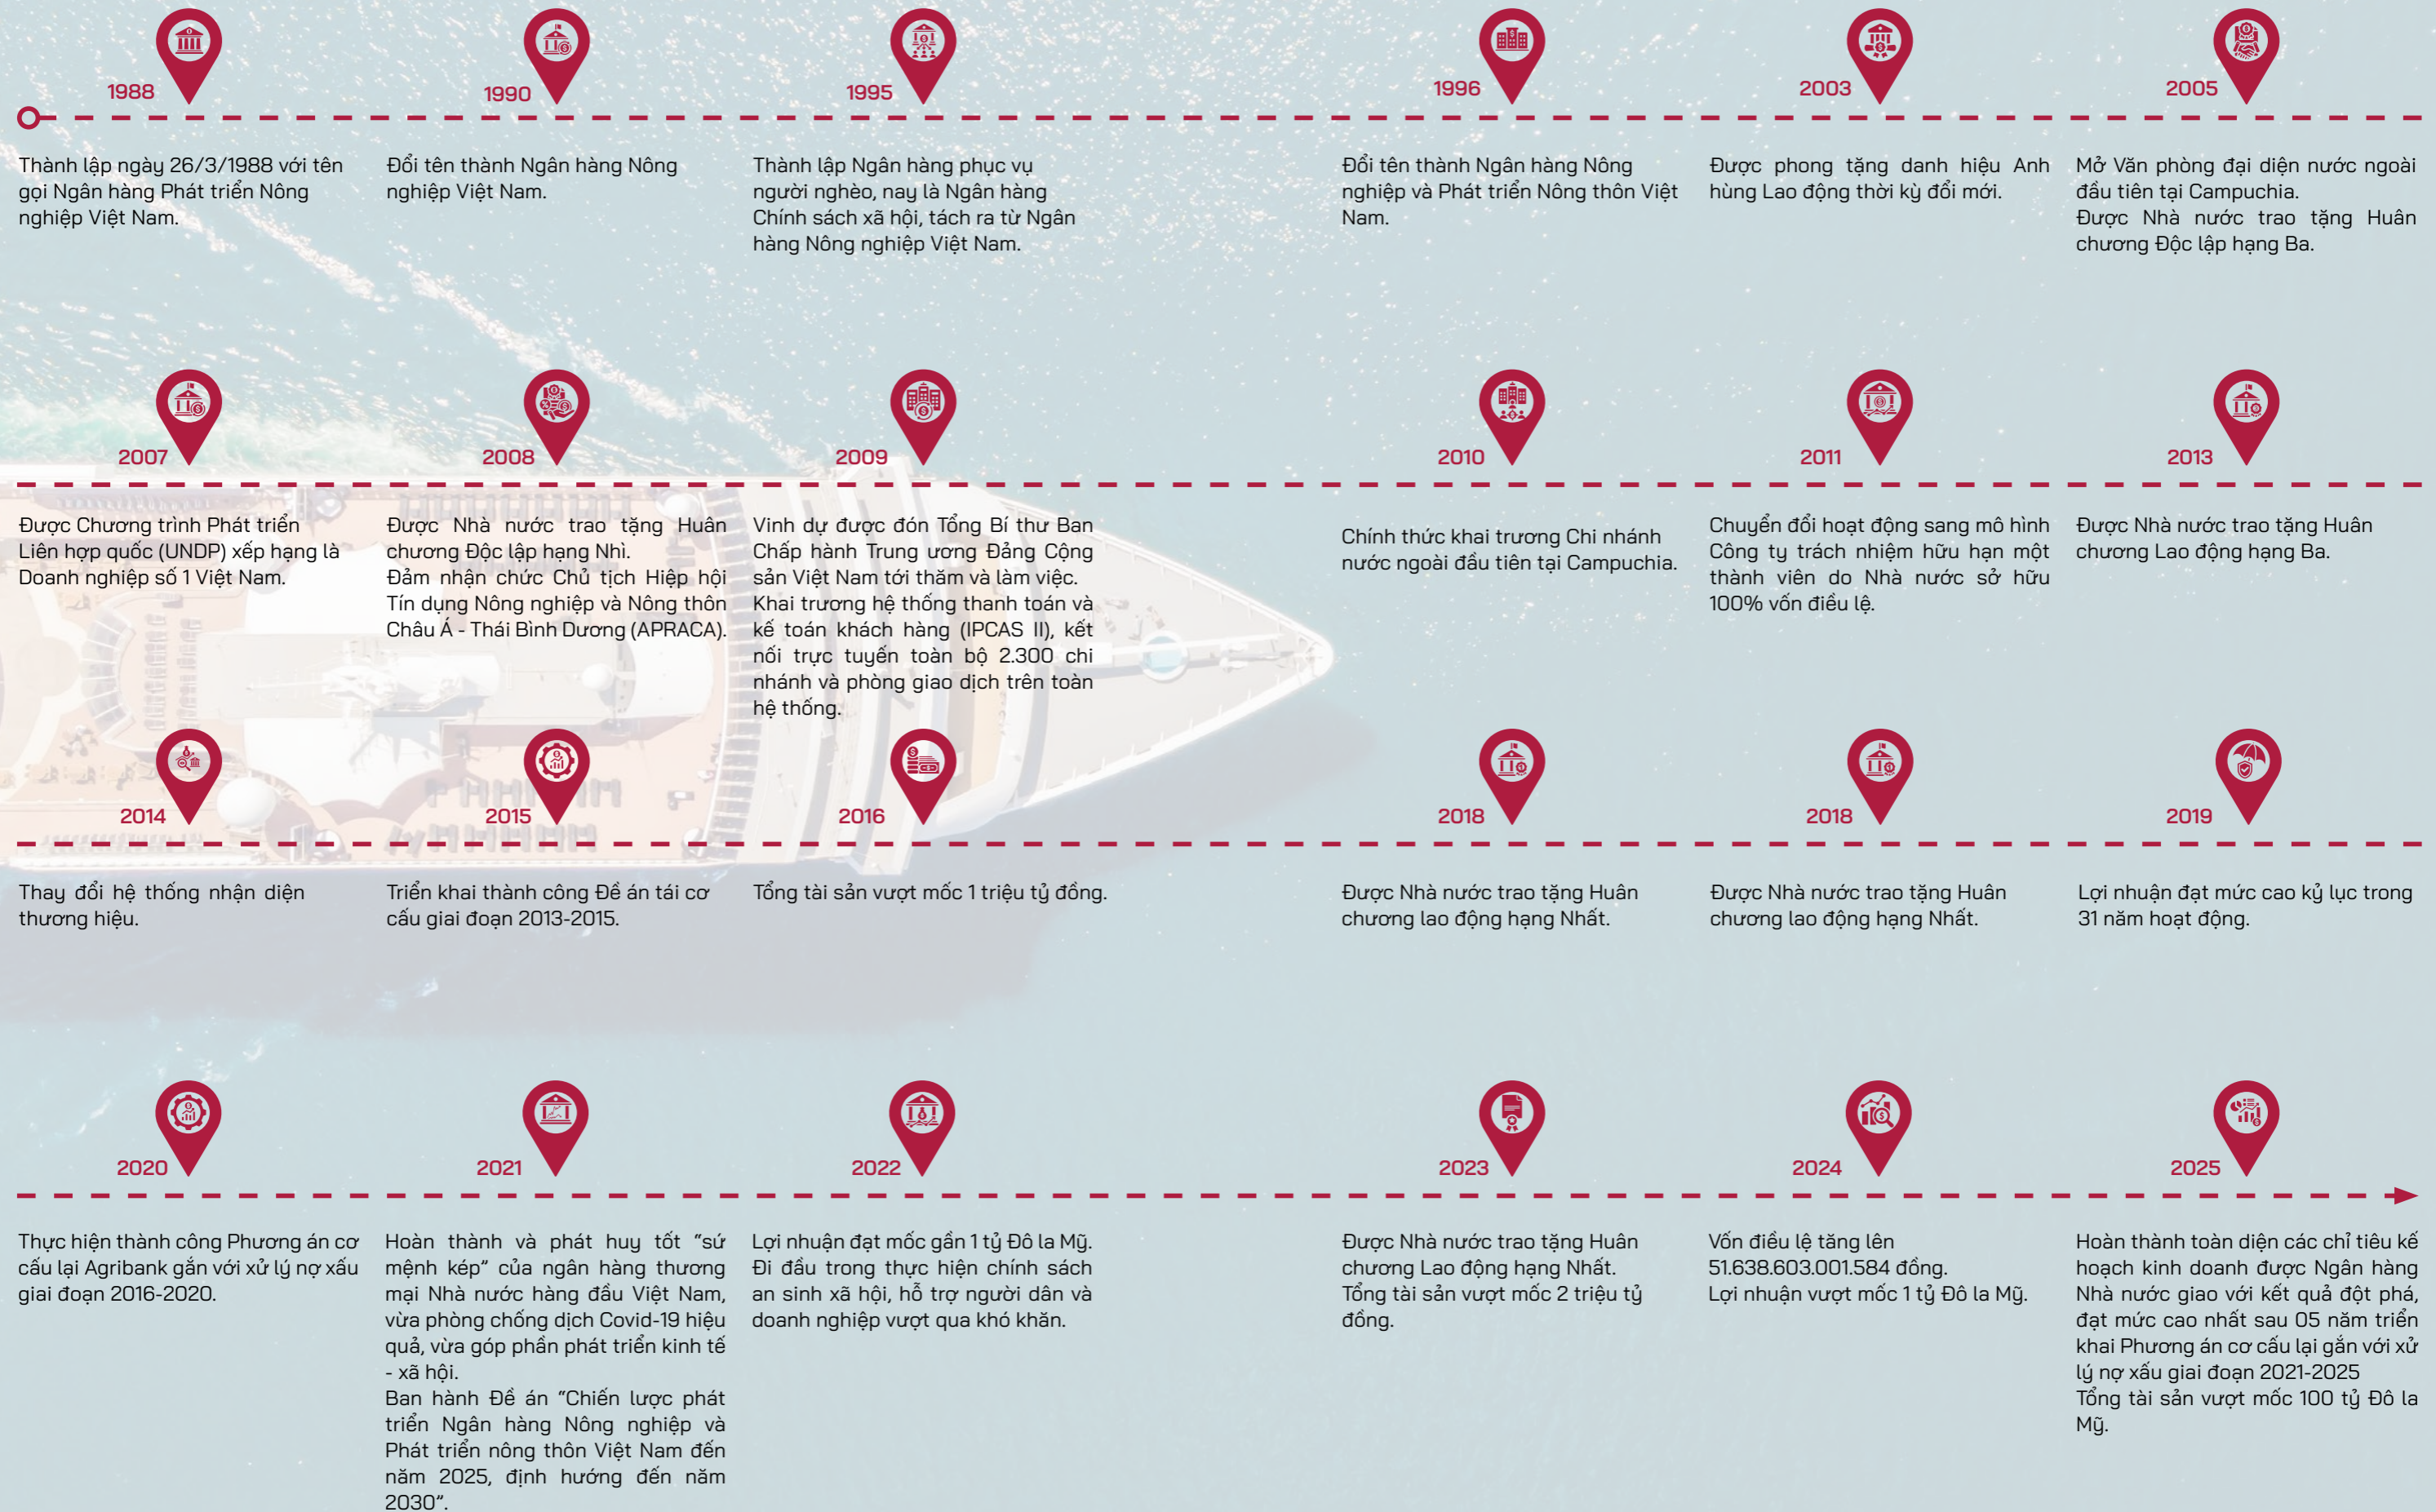 1988
Thành lập ngày 26/3/1988 với tên
gọi Ngân hàng Phát triển Nông
nghiệp Việt Nam.
1990
Đổi tên thành Ngân hàng Nông
nghiệp Việt Nam.
1995
Thành lập Ngân hàng phục vụ
người nghèo, nay là Ngân hàng
Chính sách xã hội, tách ra từ Ngân
hàng Nông nghiệp Việt Nam.
1996
Đổi tên thành Ngân hàng Nông
nghiệp và Phát triển Nông thôn Việt
Nam.
2003
Được phong tặng danh hiệu Anh
hùng Lao động thời kỳ đổi mới.
2005
Mở Văn phòng đại diện nước ngoài
đầu tiên tại Campuchia.
Được Nhà nước trao tặng Huân
chương Độc lập hạng Ba.
2007
Được Chương trình Phát triển
Liên hợp quốc (UNDP) xếp hạng là
Doanh nghiệp số 1 Việt Nam.
2008
Được Nhà nước trao tặng Huân
chương Độc lập hạng Nhì.
Đảm nhận chức Chủ tịch Hiệp hội
Tín dụng Nông nghiệp và Nông thôn
Châu Á - Thái Bình Dương (APRACA).
2009
Vinh dự được đón Tổng Bí thư Ban
Chấp hành Trung ương Đảng Cộng
sản Việt Nam tới thăm và làm việc.
Khai trương hệ thống thanh toán và
kế toán khách hàng (IPCAS II), kết
nối trực tuyến toàn bộ 2.300 chi
nhánh và phòng giao dịch trên toàn
hệ thống.
2010
Chính thức khai trương Chi nhánh
nước ngoài đầu tiên tại Campuchia.
2011
Chuyển đổi hoạt động sang mô hình
Công ty trách nhiệm hữu hạn một
thành viên do Nhà nước sở hữu
100% vốn điều lệ.
2013
Được Nhà nước trao tặng Huân
chương Lao động hạng Ba.
2014
Thay đổi hệ thống nhận diện
thương hiệu.
2015
Triển khai thành công Đề án tái cơ
cấu giai đoạn 2013-2015.
2016
Tổng tài sản vượt mốc 1 triệu tỷ đồng.
2018
Được Nhà nước trao tặng Huân
chương lao động hạng Nhất.
2018
Được Nhà nước trao tặng Huân
chương lao động hạng Nhất.
2019
Lợi nhuận đạt mức cao kỷ lục trong
31 năm hoạt động.
2020
Thực hiện thành công Phương án cơ
cấu lại Agribank gắn với xử lý nợ xấu
giai đoạn 2016-2020.
2021
Hoàn thành và phát huy tốt “sứ
mệnh kép” của ngân hàng thương
mại Nhà nước hàng đầu Việt Nam,
vừa phòng chống dịch Covid-19 hiệu
quả, vừa góp phần phát triển kinh tế
- xã hội.
Ban hành Đề án “Chiến lược phát
triển Ngân hàng Nông nghiệp và
Phát triển nông thôn Việt Nam đến
năm 2025, định hướng đến năm
2030”.
2022
Lợi nhuận đạt mốc gần 1 tỷ Đô la Mỹ.
Đi đầu trong thực hiện chính sách
an sinh xã hội, hỗ trợ người dân và
doanh nghiệp vượt qua khó khăn.
2023
Được Nhà nước trao tặng Huân
chương Lao động hạng Nhất.
Tổng tài sản vượt mốc 2 triệu tỷ
đồng.
2024
Vốn điều lệ tăng lên
51.638.603.001.584 đồng.
Lợi nhuận vượt mốc 1 tỷ Đô la Mỹ.
2025
Hoàn thành toàn diện các chỉ tiêu kế
hoạch kinh doanh được Ngân hàng
Nhà nước giao với kết quả đột phá,
đạt mức cao nhất sau 05 năm triển
khai Phương án cơ cấu lại gắn với xử
lý nợ xấu giai đoạn 2021-2025
Tổng tài sản vượt mốc 100 tỷ Đô la
Mỹ.